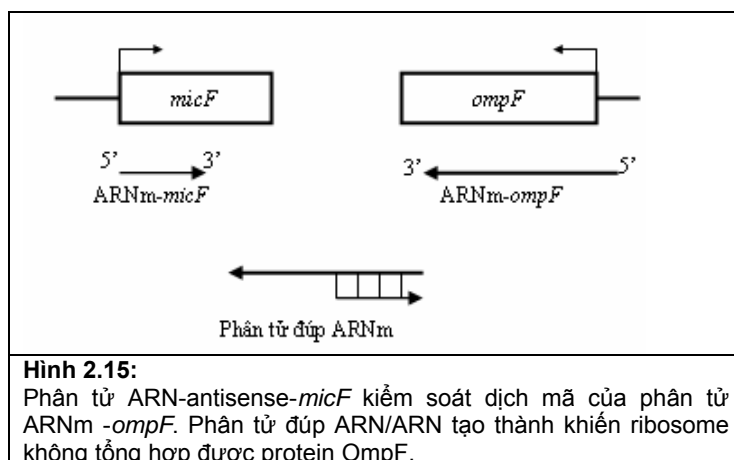 micF ompF
5’ 3’ 3’ 5’
ARNm-micF ARNm-ompF
Phân tử đúp ARNm
Hình 2.15:
Phân tử ARN-antisense-micF kiểm soát dịch mã của phân tử
ARNm -ompF. Phân tử đúp ARN/ARN tạo thành khiến ribosome
không tổng hợp được protein OmpF.